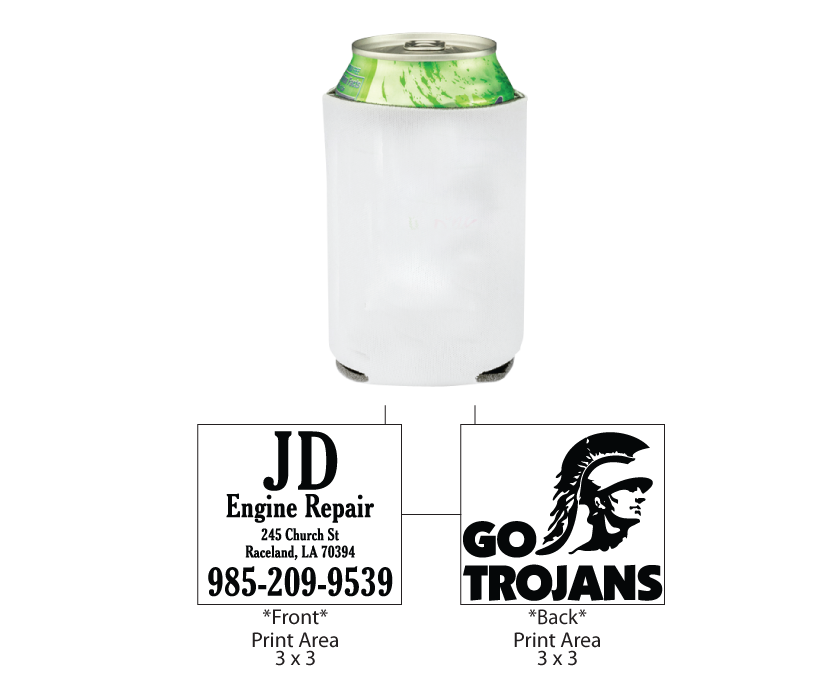 JD
Engine Repair
245 Church St
Raceland, LA 70394
985-209-9539
*Front*
Print Area
3 x 3
GO
TROJANS
*Back*
Print Area
3 x 3